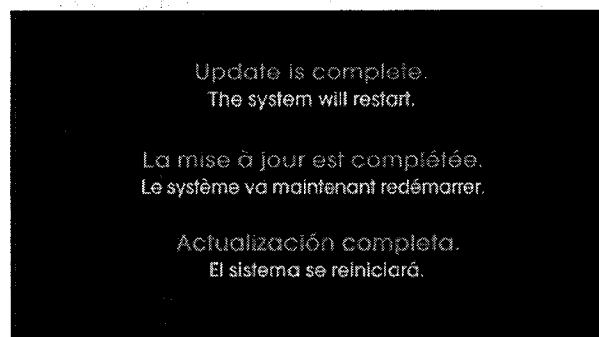 Update is complete.
The system will restart.
La mise à jour est complétée.
Le système va maintenant redémarrer.
Actualización completa.
El sistema se reiniciará.